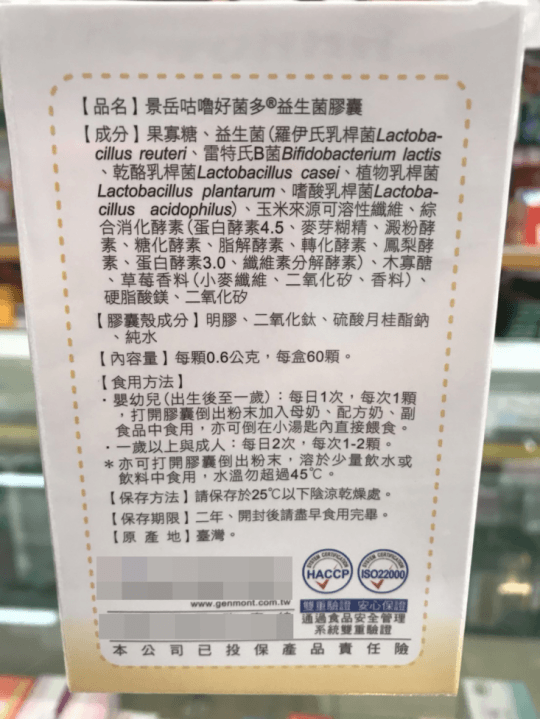 【品名】景岳咕嚕好菌多®益生菌膠囊
【成分】果寡糖、益生菌(羅伊氏乳桿菌Lactoba-
cillus reuteri、雷特氏B菌Bifidobacterium lactis
、乾酪乳桿菌Lactobacillus casei、植物乳桿菌
Lactobacillus plantarum、嗜酸乳桿菌Lactoba-
cillus acidophilus)、玉米來源可溶性纖維、綜
合消化酵素(蛋白酵素4.5、麥芽糊精、澱粉酵
素、糖化酵素、脂解酵素、轉化酵素、鳳梨酵
素、蛋白酵素3.0、纖維素分解酵素)、木寡糖
、草莓香料(小麥纖維、二氧化矽、香料)、
硬脂酸鎂、二氧化矽
【膠囊殼成分】明膠、二氧化鈦、硫酸月桂酯鈉
、純水
【內容量】每顆0.6公克，每盒60顆。
【食用方法】
·嬰幼兒(出生後至一歲)：每日1次，每次1顆
，打開膠囊倒出粉末加入母奶、配方奶、副
食品中食用，亦可倒在小湯匙內直接餵食。
·一歲以上與成人：每日2次，每次1-2顆。
＊亦可打開膠囊倒出粉末，溶於少量飲水或
飲料中食用，水溫勿超過45℃。
【保存方法】請保存於25℃以下陰涼乾燥處。
【保存期限】二年、開封後請盡早食用完畢。
【原 產 地】臺灣。
SYSTEM CERTIFICATION
HACCP
SYSTEM CERTIFICATION
ISO22000
www.genmont.com.tw
雙重驗證 安心保證
通過食品安全管理
系統雙重驗證
本公司已投保產品責任險